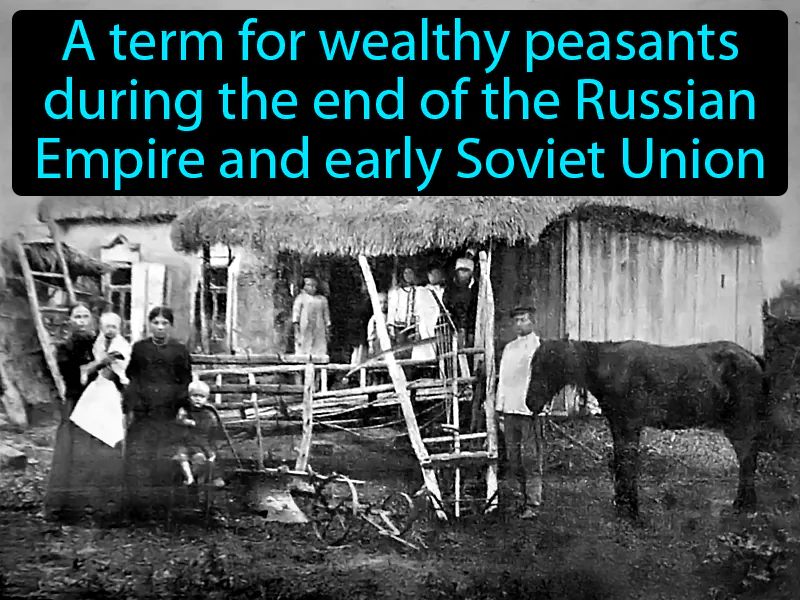 A term for wealthy peasants
during the end of the Russian
Empire and early Soviet Union